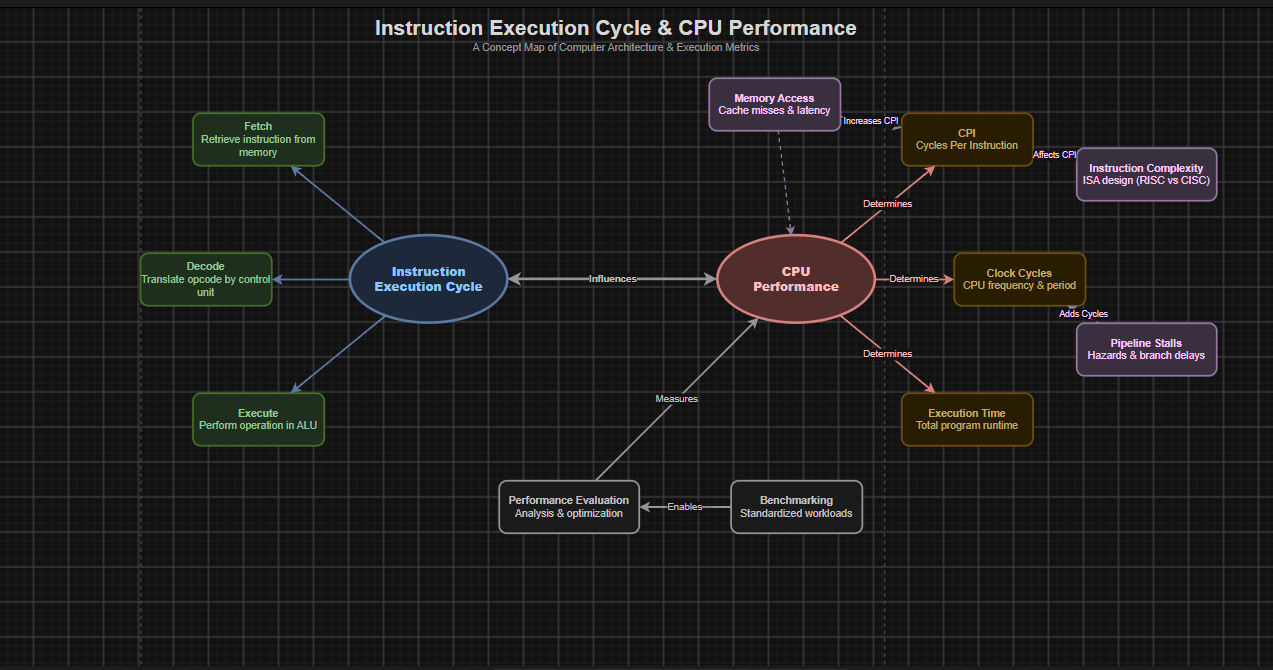 Instruction Execution Cycle & CPU Performance
A Concept Map of Computer Architecture & Execution Metrics
Memory Access
Cache misses & latency
Increases CPI
Fetch
Retrieve instruction from
memory
CPI
Cycles Per Instruction
Affects CPI
Instruction Complexity
ISA design (RISC vs CISC)
Determines
Decode
Translate opcode by control
unit
Instruction
Execution Cycle
Influences
CPU
Performance
Determines
Clock Cycles
CPU frequency & period
Adds Cycles
Pipeline Stalls
Hazards & branch delays
Determines
Execute
Perform operation in ALU
Measures
Execution Time
Total program runtime
Performance Evaluation
Analysis & optimization
Enables
Benchmarking
Standardized workloads